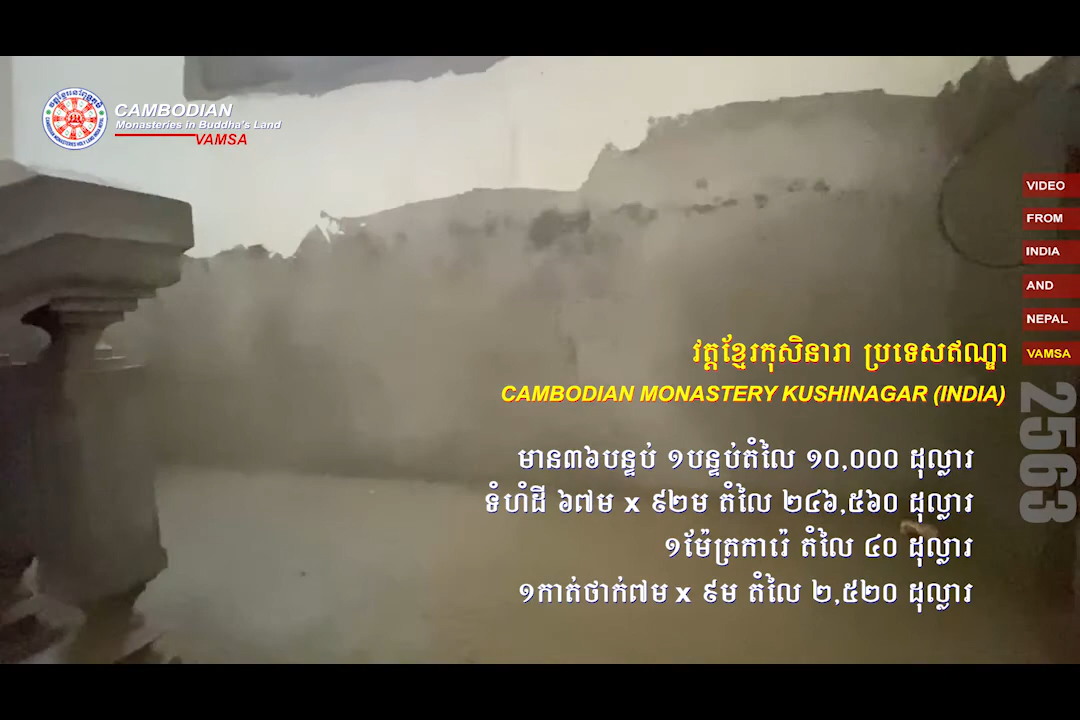 CAMBODIAN
Monasteries in Buddha's Land
VAMSA
VIDEO
FROM
INDIA
AND
NEPAL
VAMSA
2563
វត្តខ្មែរកុសិនារា ប្រទេសឥណ្ឌា
CAMBODIAN MONASTERY KUSHINAGAR (INDIA)
មាន៣៦បន្ទប់ ១បន្ទប់តំលៃ ១០,០០០ ដុល្លារ
ទំហំដី ៦៧ម x ៩២ម តំលៃ ២៤៦,៥៦០ ដុល្លារ
១ម៉ែត្រការ៉េ តំលៃ ៤០ ដុល្លារ
១កាត់ថាក់៧ម x ៩ម តំលៃ ២,៥២០ ដុល្លារ